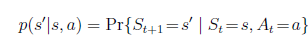 p(s′|s, a) = Pr{S_{t+1} = s′ | S_t = s, A_t = a}